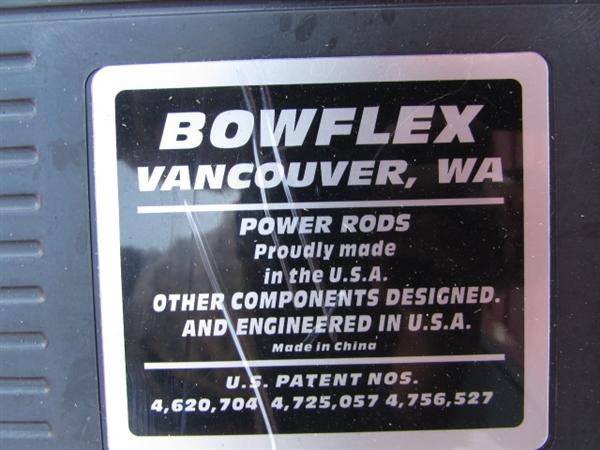 BOWFLEX
VANCOUVER, WA
POWER RODS
Proudly made
in the U.S.A.
OTHER COMPONENTS DESIGNED.
AND ENGINEERED IN U.S.A.
Made in China
U.S. PATENT NOS.
4,620,704 4,725,057 4,756,527